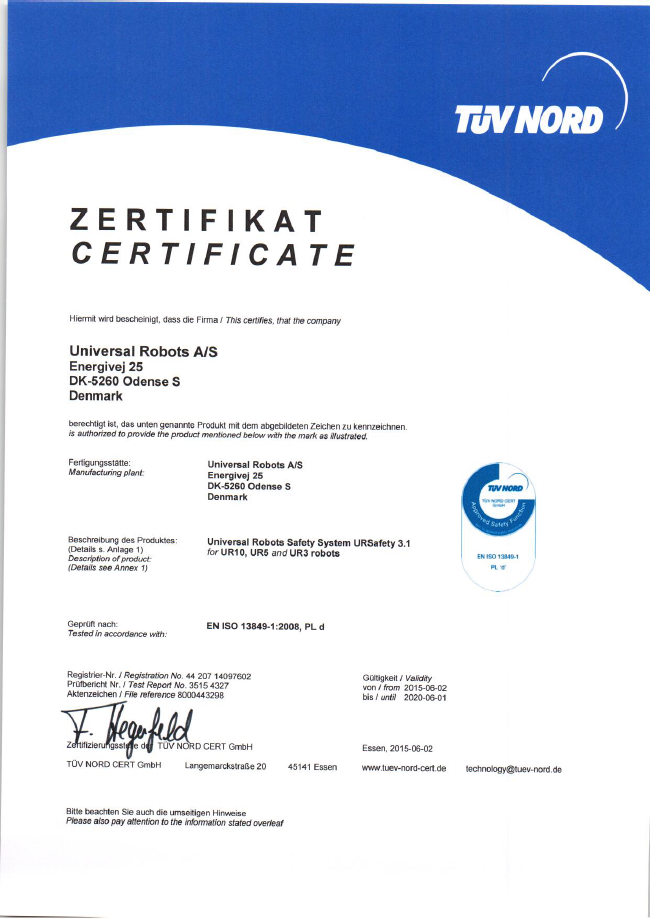 TÜV NORD
ZERTIFIKAT
CERTIFICATE
Hiermit wird bescheinigt, dass die Firma / This certifies, that the company
Universal Robots A/S
Energivej 25
DK-5260 Odense S
Denmark
berechtigt ist, das unten genannte Produkt mit dem abgebildeten Zeichen zu kennzeichnen.
is authorized to provide the product mentioned below with the mark as illustrated.
Fertigungsstätte:
Manufacturing plant:
Universal Robots A/S
Energivej 25
DK-5260 Odense S
Denmark
TÜV NORD
TÜV NORD CERT
GmbH
Approved Safety Function
EN ISO 13849-1
PL 'd'
Beschreibung des Produktes:
(Details s. Anlage 1)
Description of product:
(Details see Annex 1)
Universal Robots Safety System URSafety 3.1
for UR10, UR5 and UR3 robots
Geprüft nach:
Tested in accordance with:
EN ISO 13849-1:2008, PL d
Registrier-Nr. / Registration No. 44 207 14097602
Prüfbericht Nr. / Test Report No. 3515 4327
Aktenzeichen / File reference 8000443298
Gültigkeit / Validity
von / from 2015-06-02
bis / until 2020-06-01
F. Hegerfeld
Zertifizierungsstelle der TÜV NORD CERT GmbH
Essen, 2015-06-02
TÜV NORD CERT GmbH Langemarckstraße 20 45141 Essen www.tuev-nord-cert.de technology@tuev-nord.de
Bitte beachten Sie auch die umseitigen Hinweise
Please also pay attention to the information stated overleaf